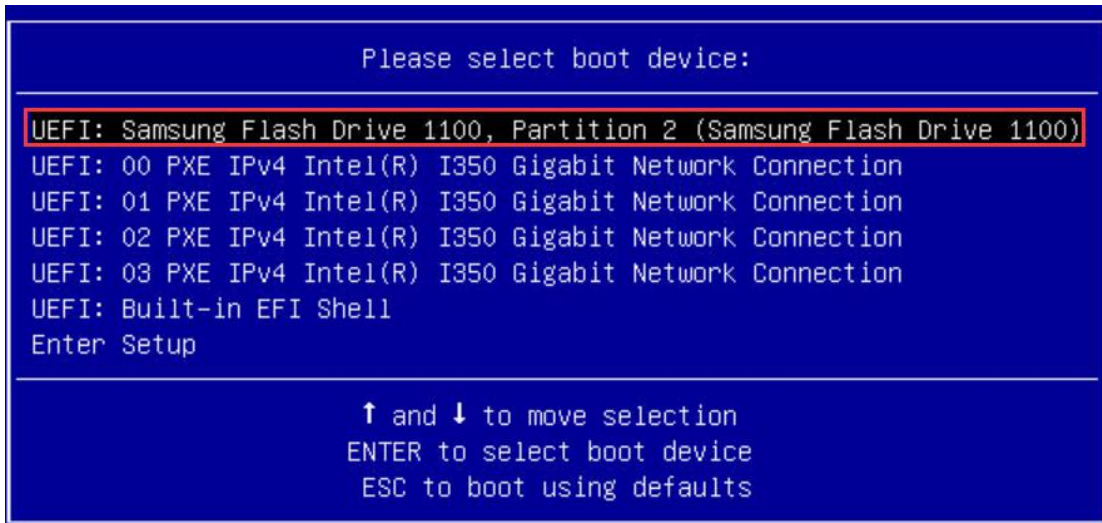 Please select boot device:
UEFI: Samsung Flash Drive 1100, Partition 2 (Samsung Flash Drive 1100)
UEFI: 00 PXE IPv4 Intel(R) I350 Gigabit Network Connection
UEFI: 01 PXE IPv4 Intel(R) I350 Gigabit Network Connection
UEFI: 02 PXE IPv4 Intel(R) I350 Gigabit Network Connection
UEFI: 03 PXE IPv4 Intel(R) I350 Gigabit Network Connection
UEFI: Built-in EFI Shell
Enter Setup
↑ and ↓ to move selection
ENTER to select boot device
ESC to boot using defaults